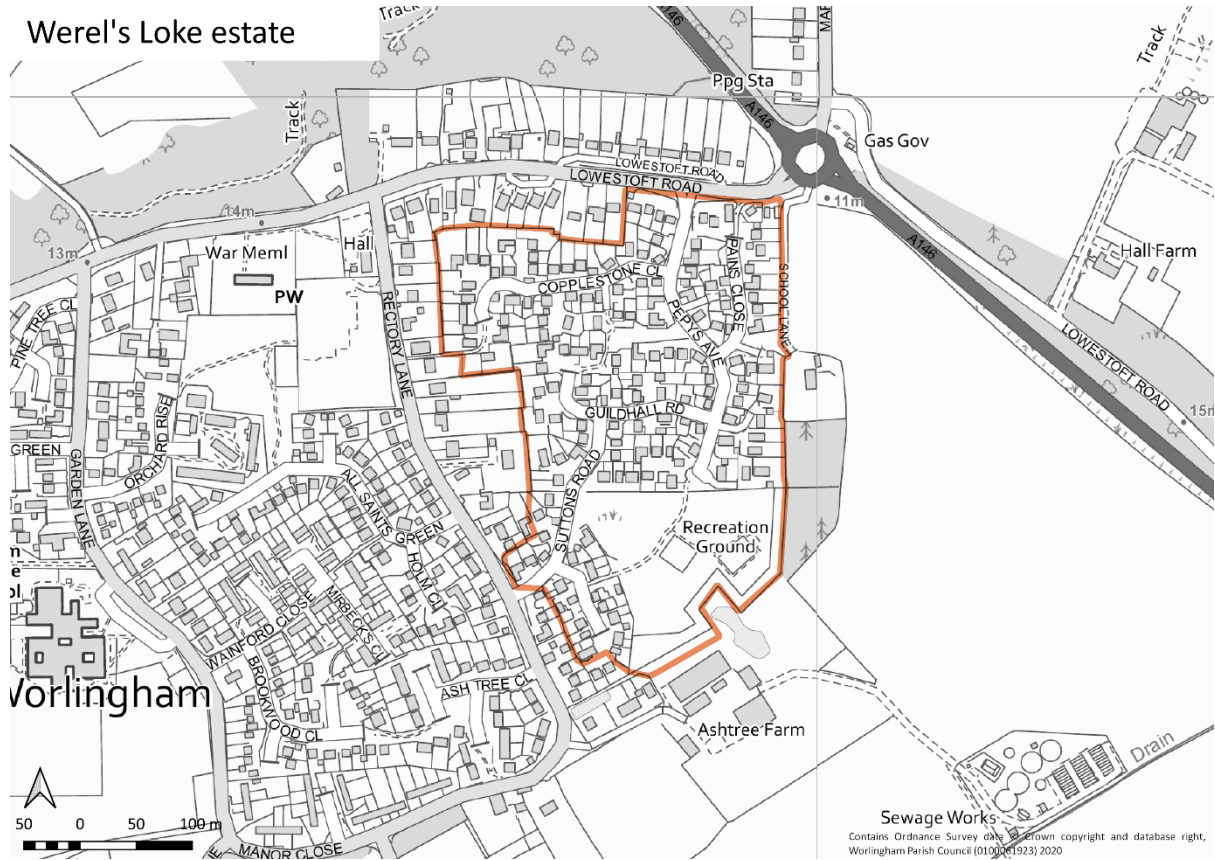 Werel's Loke estate
Track
Track
Track
Ppg Sta
A146
Gas Gov
LOWESTOFT ROAD
LOWESTOFT ROAD
11m
14m
13m
War Meml
Hall
PW
A146
Hall Farm
LOWESTOFT ROAD
15m
PINE TREE CL
RECTORY LANE
COPPLESTONE CL
PEPYS AVE
PAINS CLOSE
SCHOOL LANE
GUILDHALL RD
ORCHARD RISE
GREEN
GARDEN LANE
ALL SAINTS GREEN
HOLM CL
SUTTONS ROAD
Recreation
Ground
WAINFORD CLOSE
MIRBECK'S CL
BROOKWOOD CL
ASH TREE CL
Worlingham
Ashtree Farm
Drain
Sewage Works
MANOR CLOSE
50 0 50 100 m
Contains Ordnance Survey data © Crown copyright and database right,
Worlingham Parish Council (0100061923) 2020